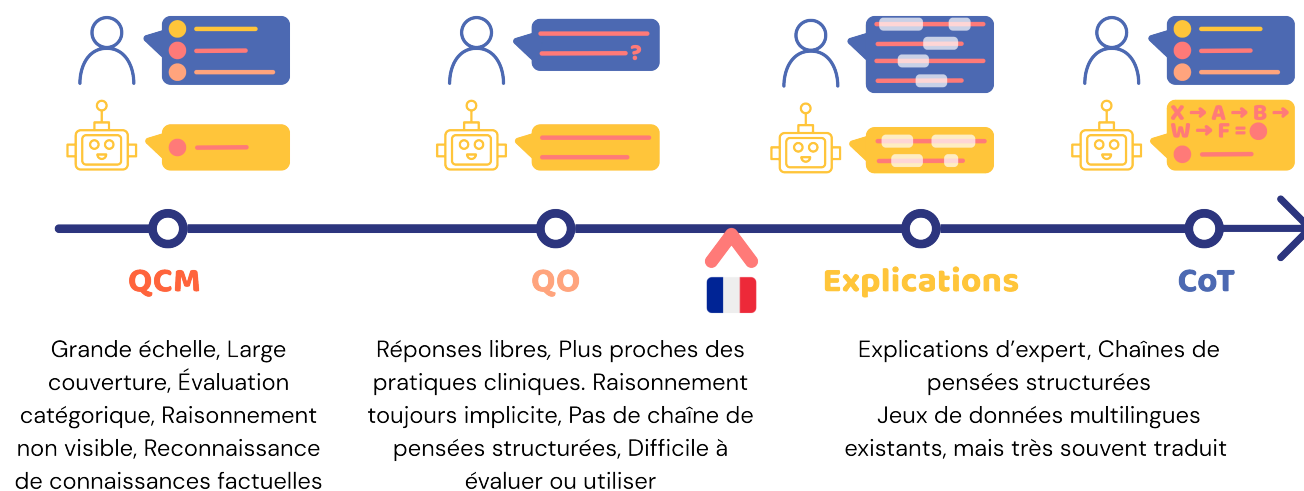 ?
X → A → B →
W → F =
QCM
QO
Explications
CoT
Grande échelle, Large
couverture, Évaluation
catégorique, Raisonnement
non visible, Reconnaissance
de connaissances factuelles
Réponses libres, Plus proches des
pratiques cliniques. Raisonnement
toujours implicite, Pas de chaîne de
pensées structurées, Difficile à
évaluer ou utiliser
Explications d’expert, Chaînes de
pensées structurées
Jeux de données multilingues
existants, mais très souvent traduit